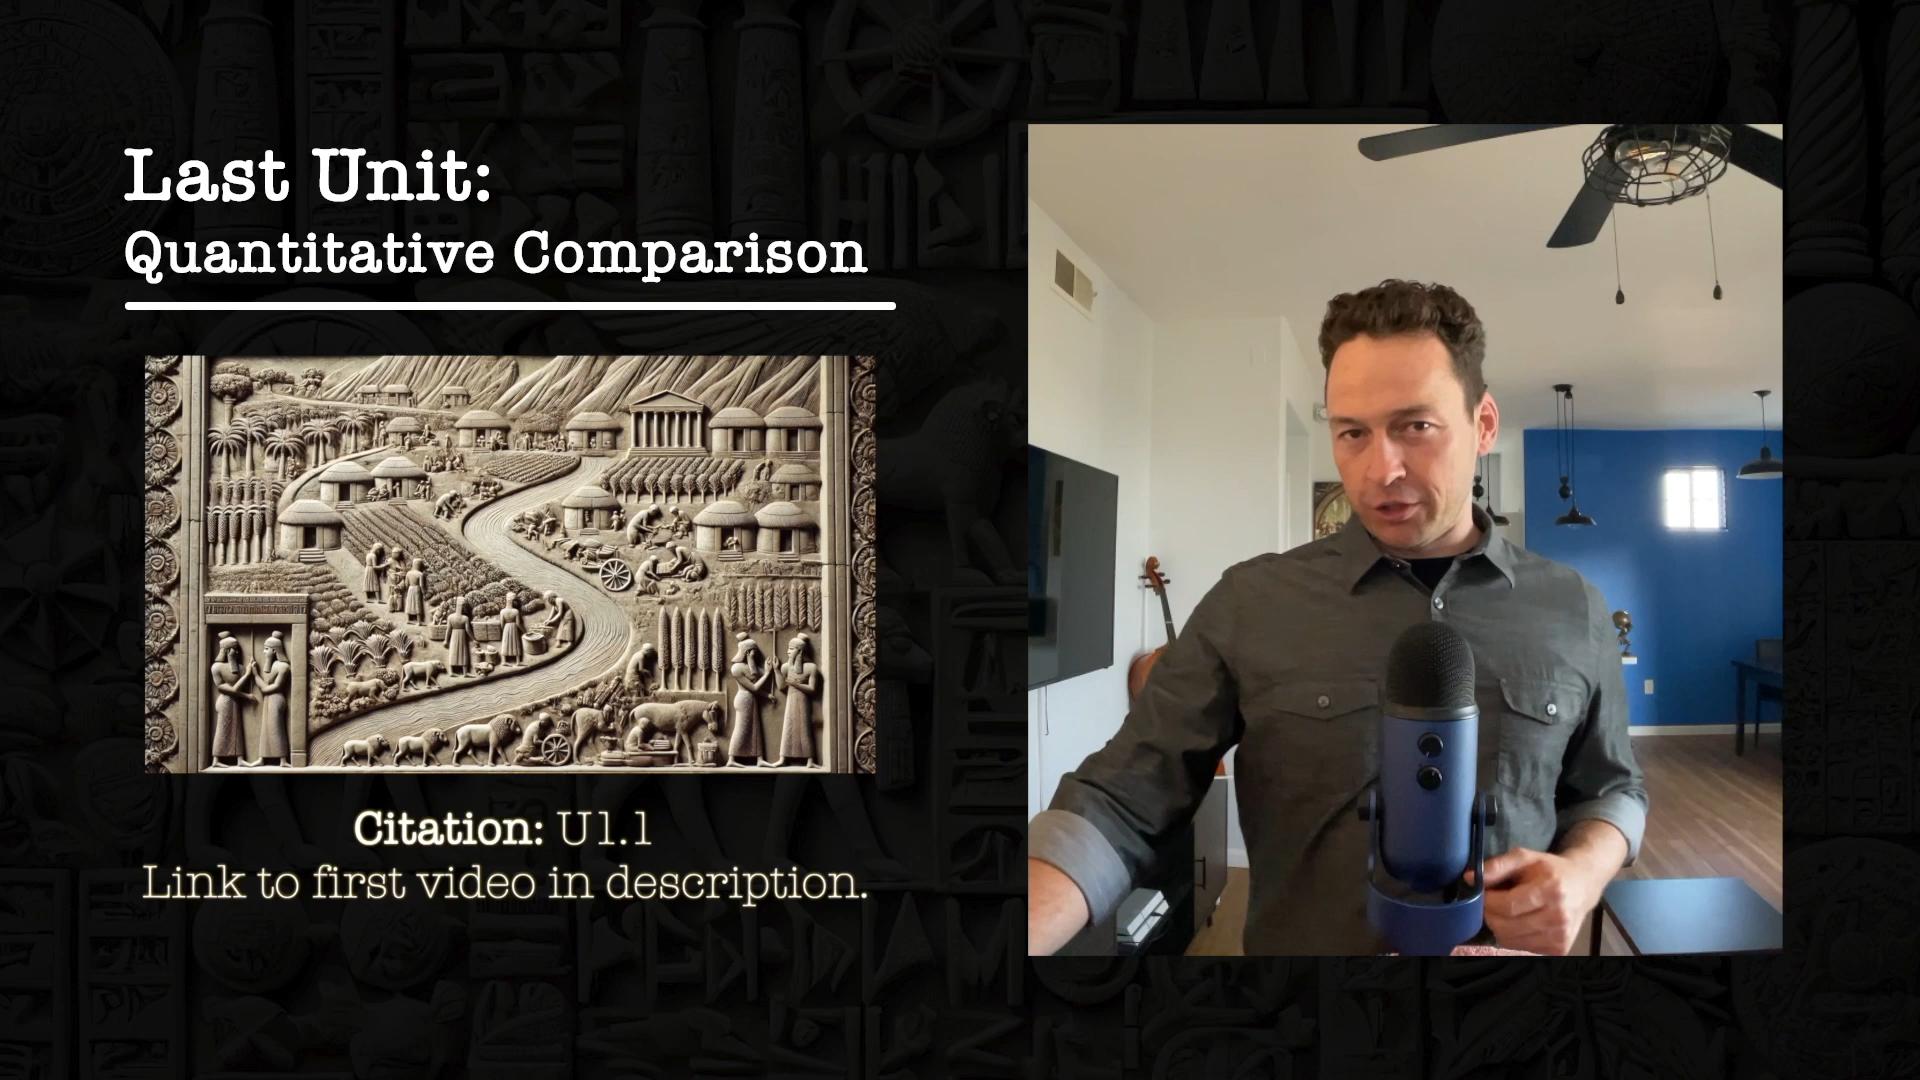 Last Unit:
Quantitative Comparison
Citation: U1.1
Link to first video in description.